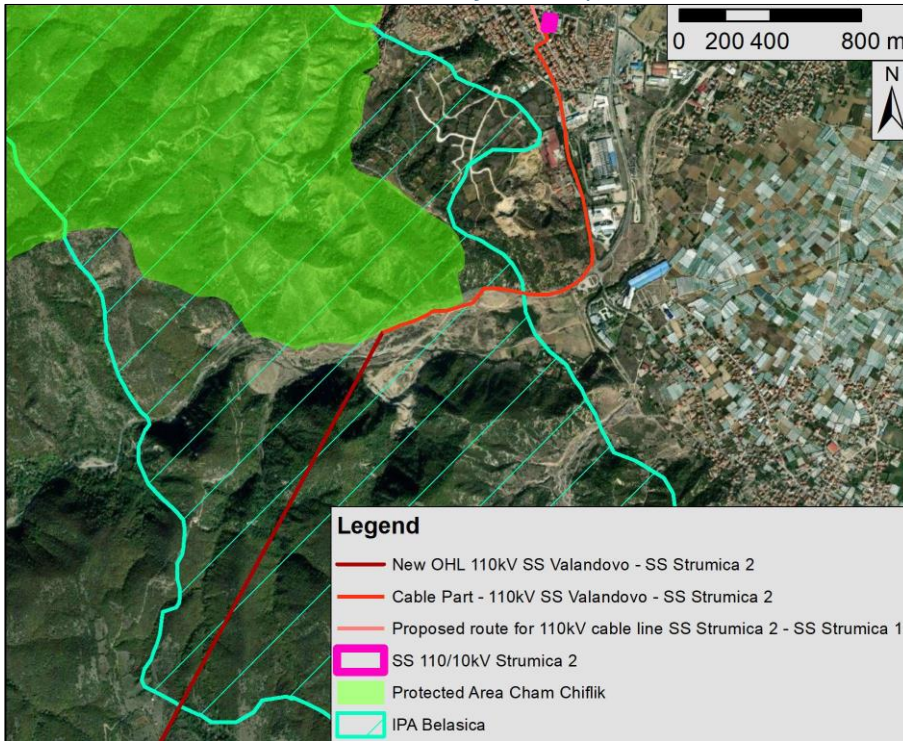 0 200 400 800 m
N
Legend
New OHL 110kV SS Valandovo - SS Strumica 2
Cable Part - 110kV SS Valandovo - SS Strumica 2
Proposed route for 110kV cable line SS Strumica 2 - SS Strumica 1
SS 110/10kV Strumica 2
Protected Area Cham Chiflik
IPA Belasica